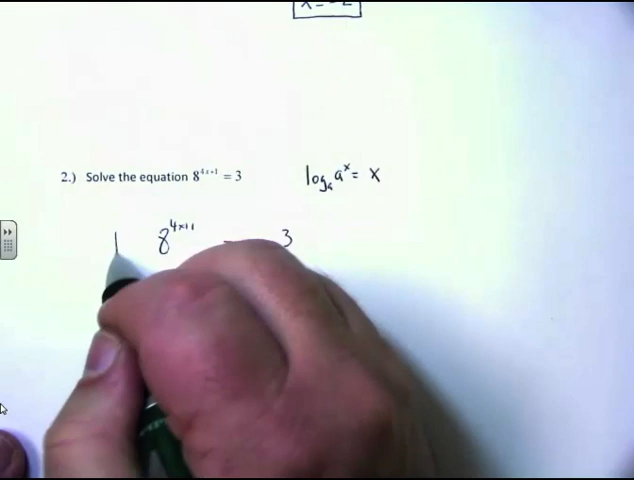 2.) Solve the equation 8^{4x+1} = 3
log_a a^x = x
8^{4x+1} = 3